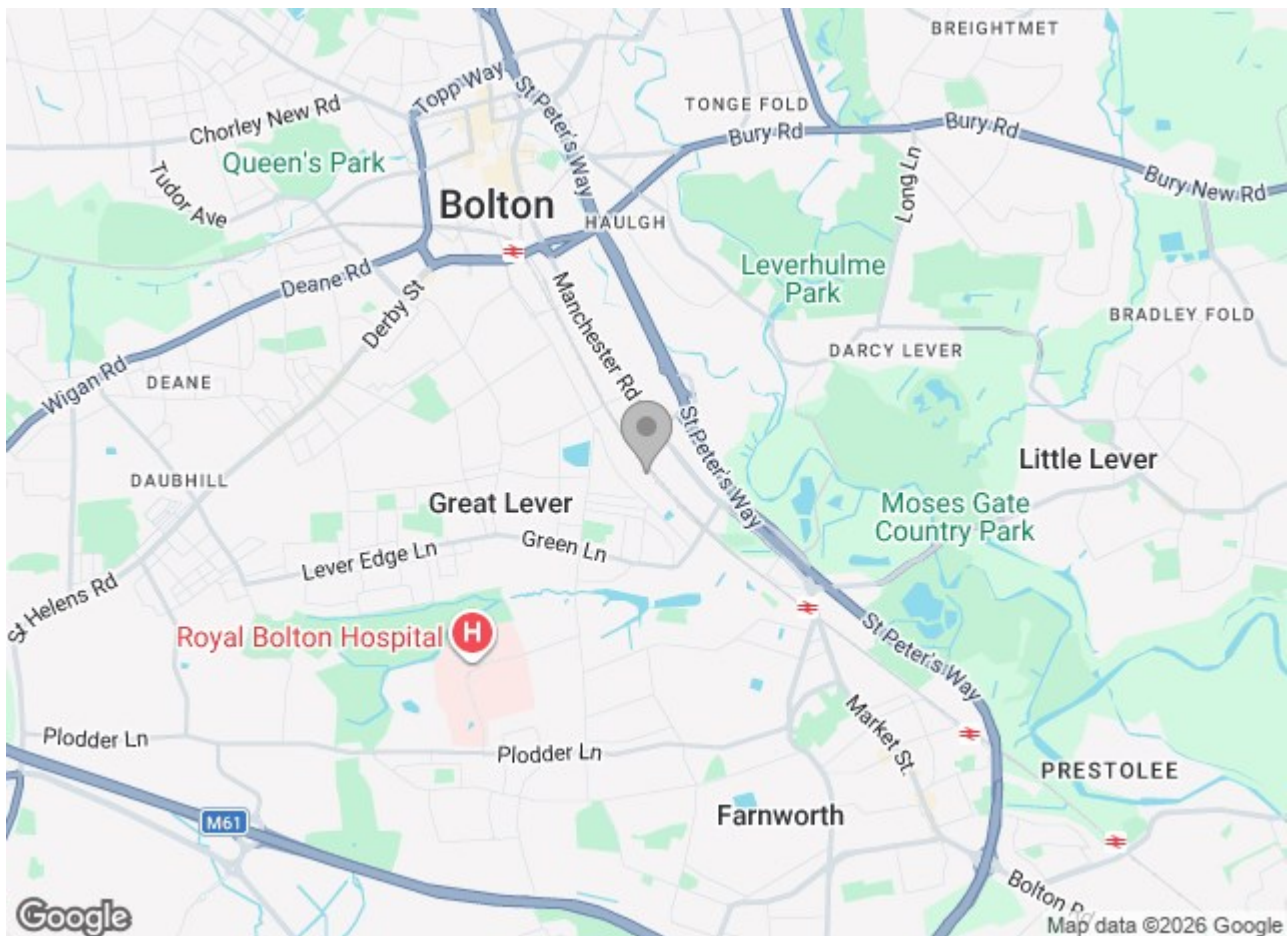 BREIGHTMET
Topp Way
St Peter's Way
TONGE FOLD
Chorley New Rd
Bury Rd
Bury Rd
Queen's Park
Long Ln
Bury New Rd
Tudor Ave
Bolton
HAULGH
Deane Rd
Leverhulme
Park
Manchester Rd
Derby St
BRADLEY FOLD
DARCY LEVER
Wigan Rd
DEANE
St Peter's Way
Little Lever
DAUBHILL
Great Lever
Moses Gate
Country Park
Green Ln
Lever Edge Ln
St Helens Rd
Royal Bolton Hospital
H
St Peter's Way
Market St.
Plodder Ln
Plodder Ln
PRESTOLEE
Farnworth
M61
Bolton Rd
Google
Map data ©2026 Google